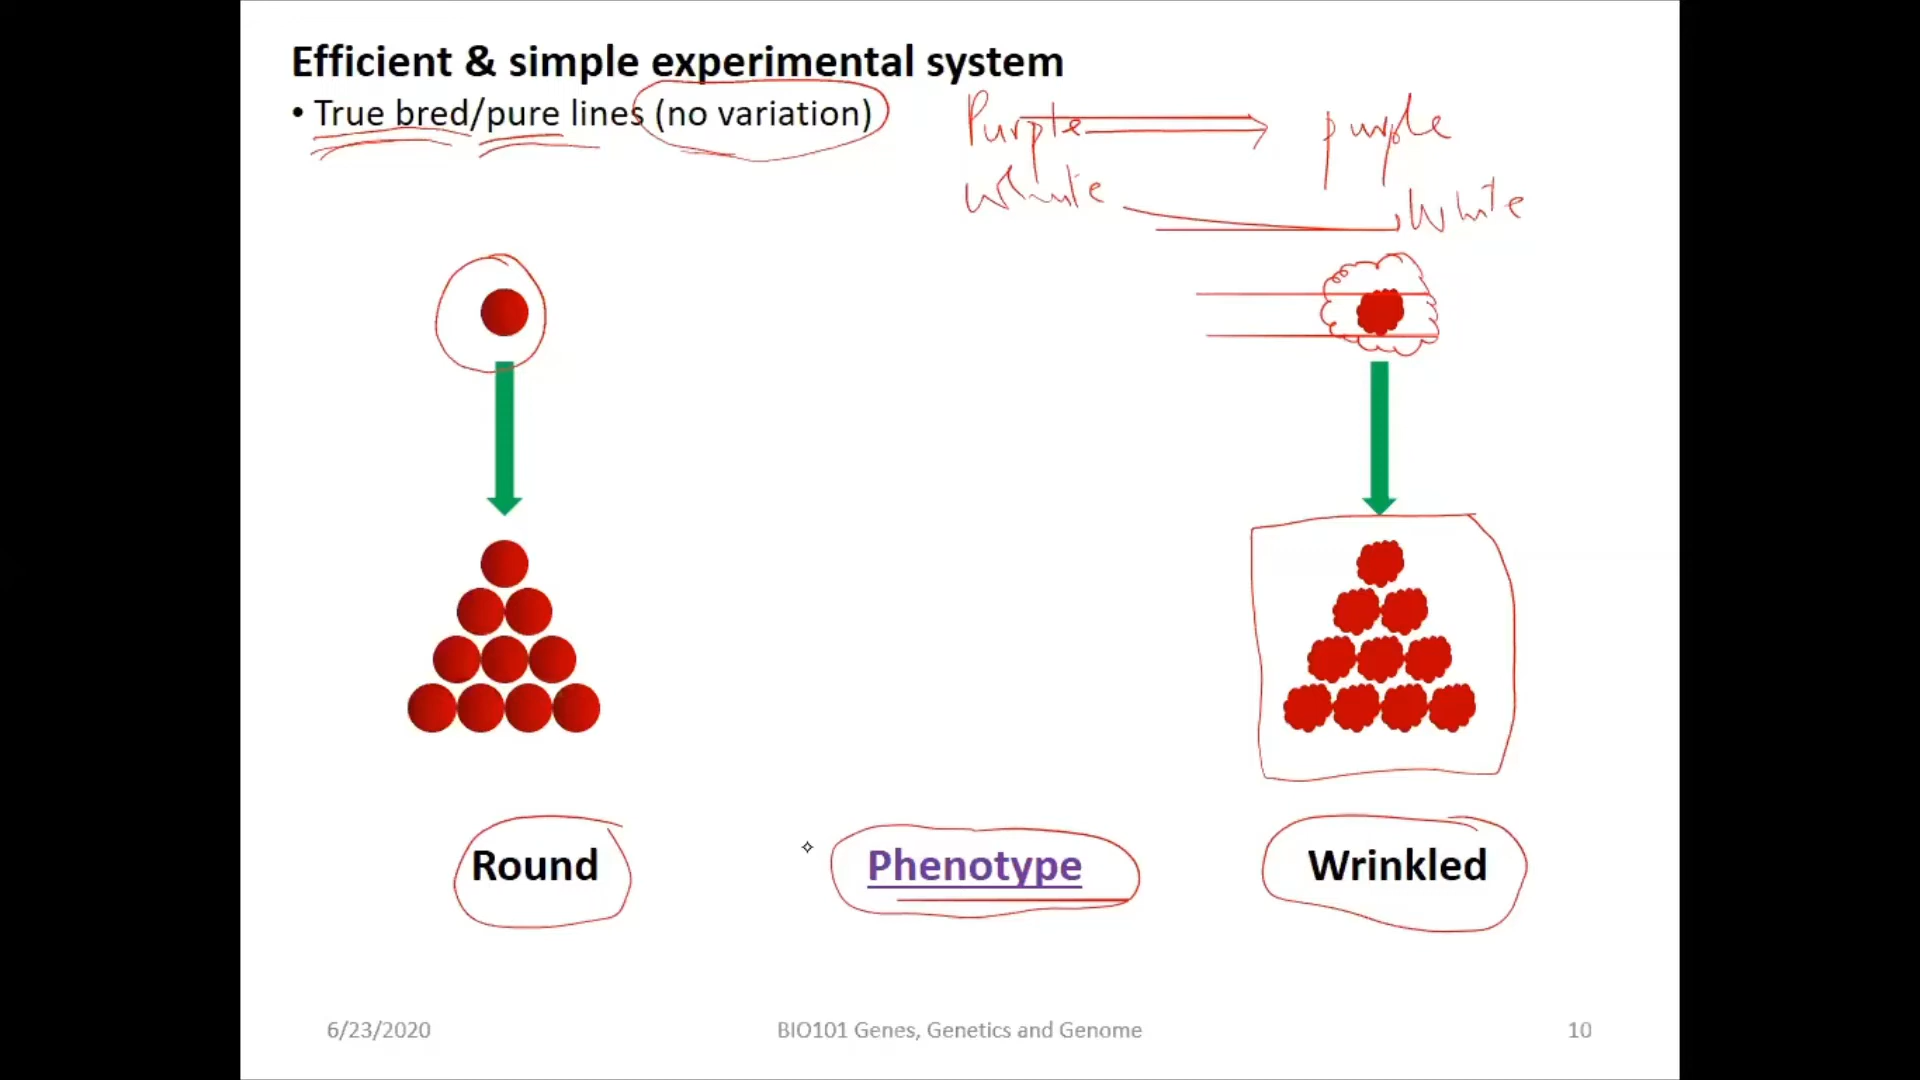 Efficient & simple experimental system
• True bred/pure lines (no variation)
Purple purple
White White
Round Phenotype Wrinkled
6/23/2020 BIO101 Genes, Genetics and Genome 10